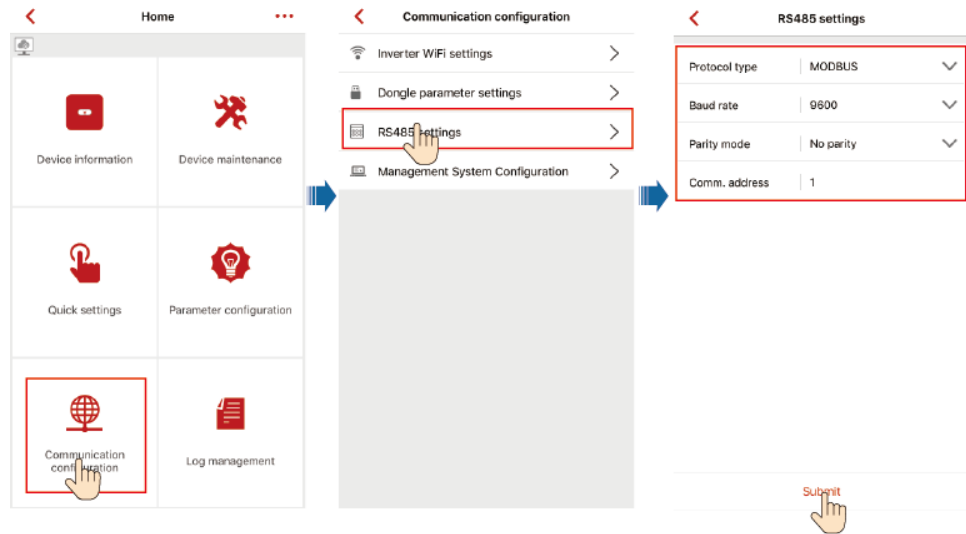 Home
Device information
Device maintenance
Quick settings
Parameter configuration
Communication
configuration
Log management
Communication configuration
Inverter WiFi settings
Dongle parameter settings
RS485 settings
Management System Configuration
RS485 settings
Protocol type MODBUS
Baud rate 9600
Parity mode No parity
Comm. address 1
Submit